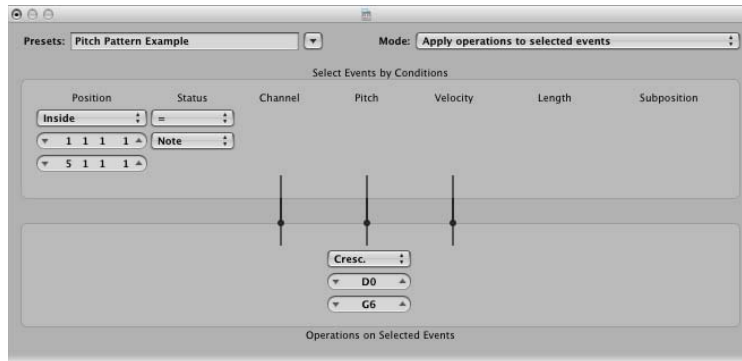 Presets: Pitch Pattern Example Mode: Apply operations to selected events
Select Events by Conditions
Position Status Channel Pitch Velocity Length Subposition
Inside =
1 1 1 1 Note
5 1 1 1
Cresc.
D0
G6
Operations on Selected Events